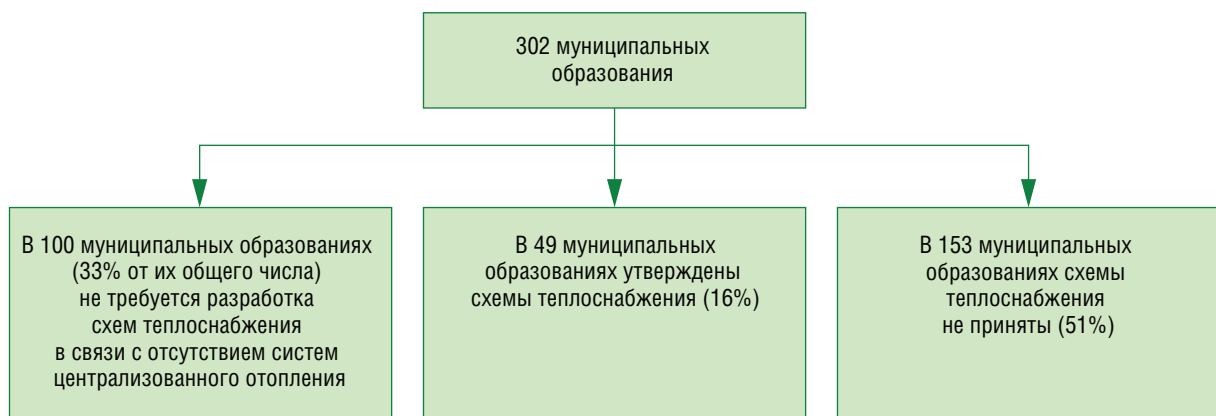 302 муниципальных
образования
В 100 муниципальных образованиях
(33% от их общего числа)
не требуется разработка
схем теплоснабжения
в связи с отсутствием систем
централизованного отопления
В 49 муниципальных
образованиях утверждены
схемы теплоснабжения (16%)
В 153 муниципальных
образованиях схемы
теплоснабжения
не приняты (51%)